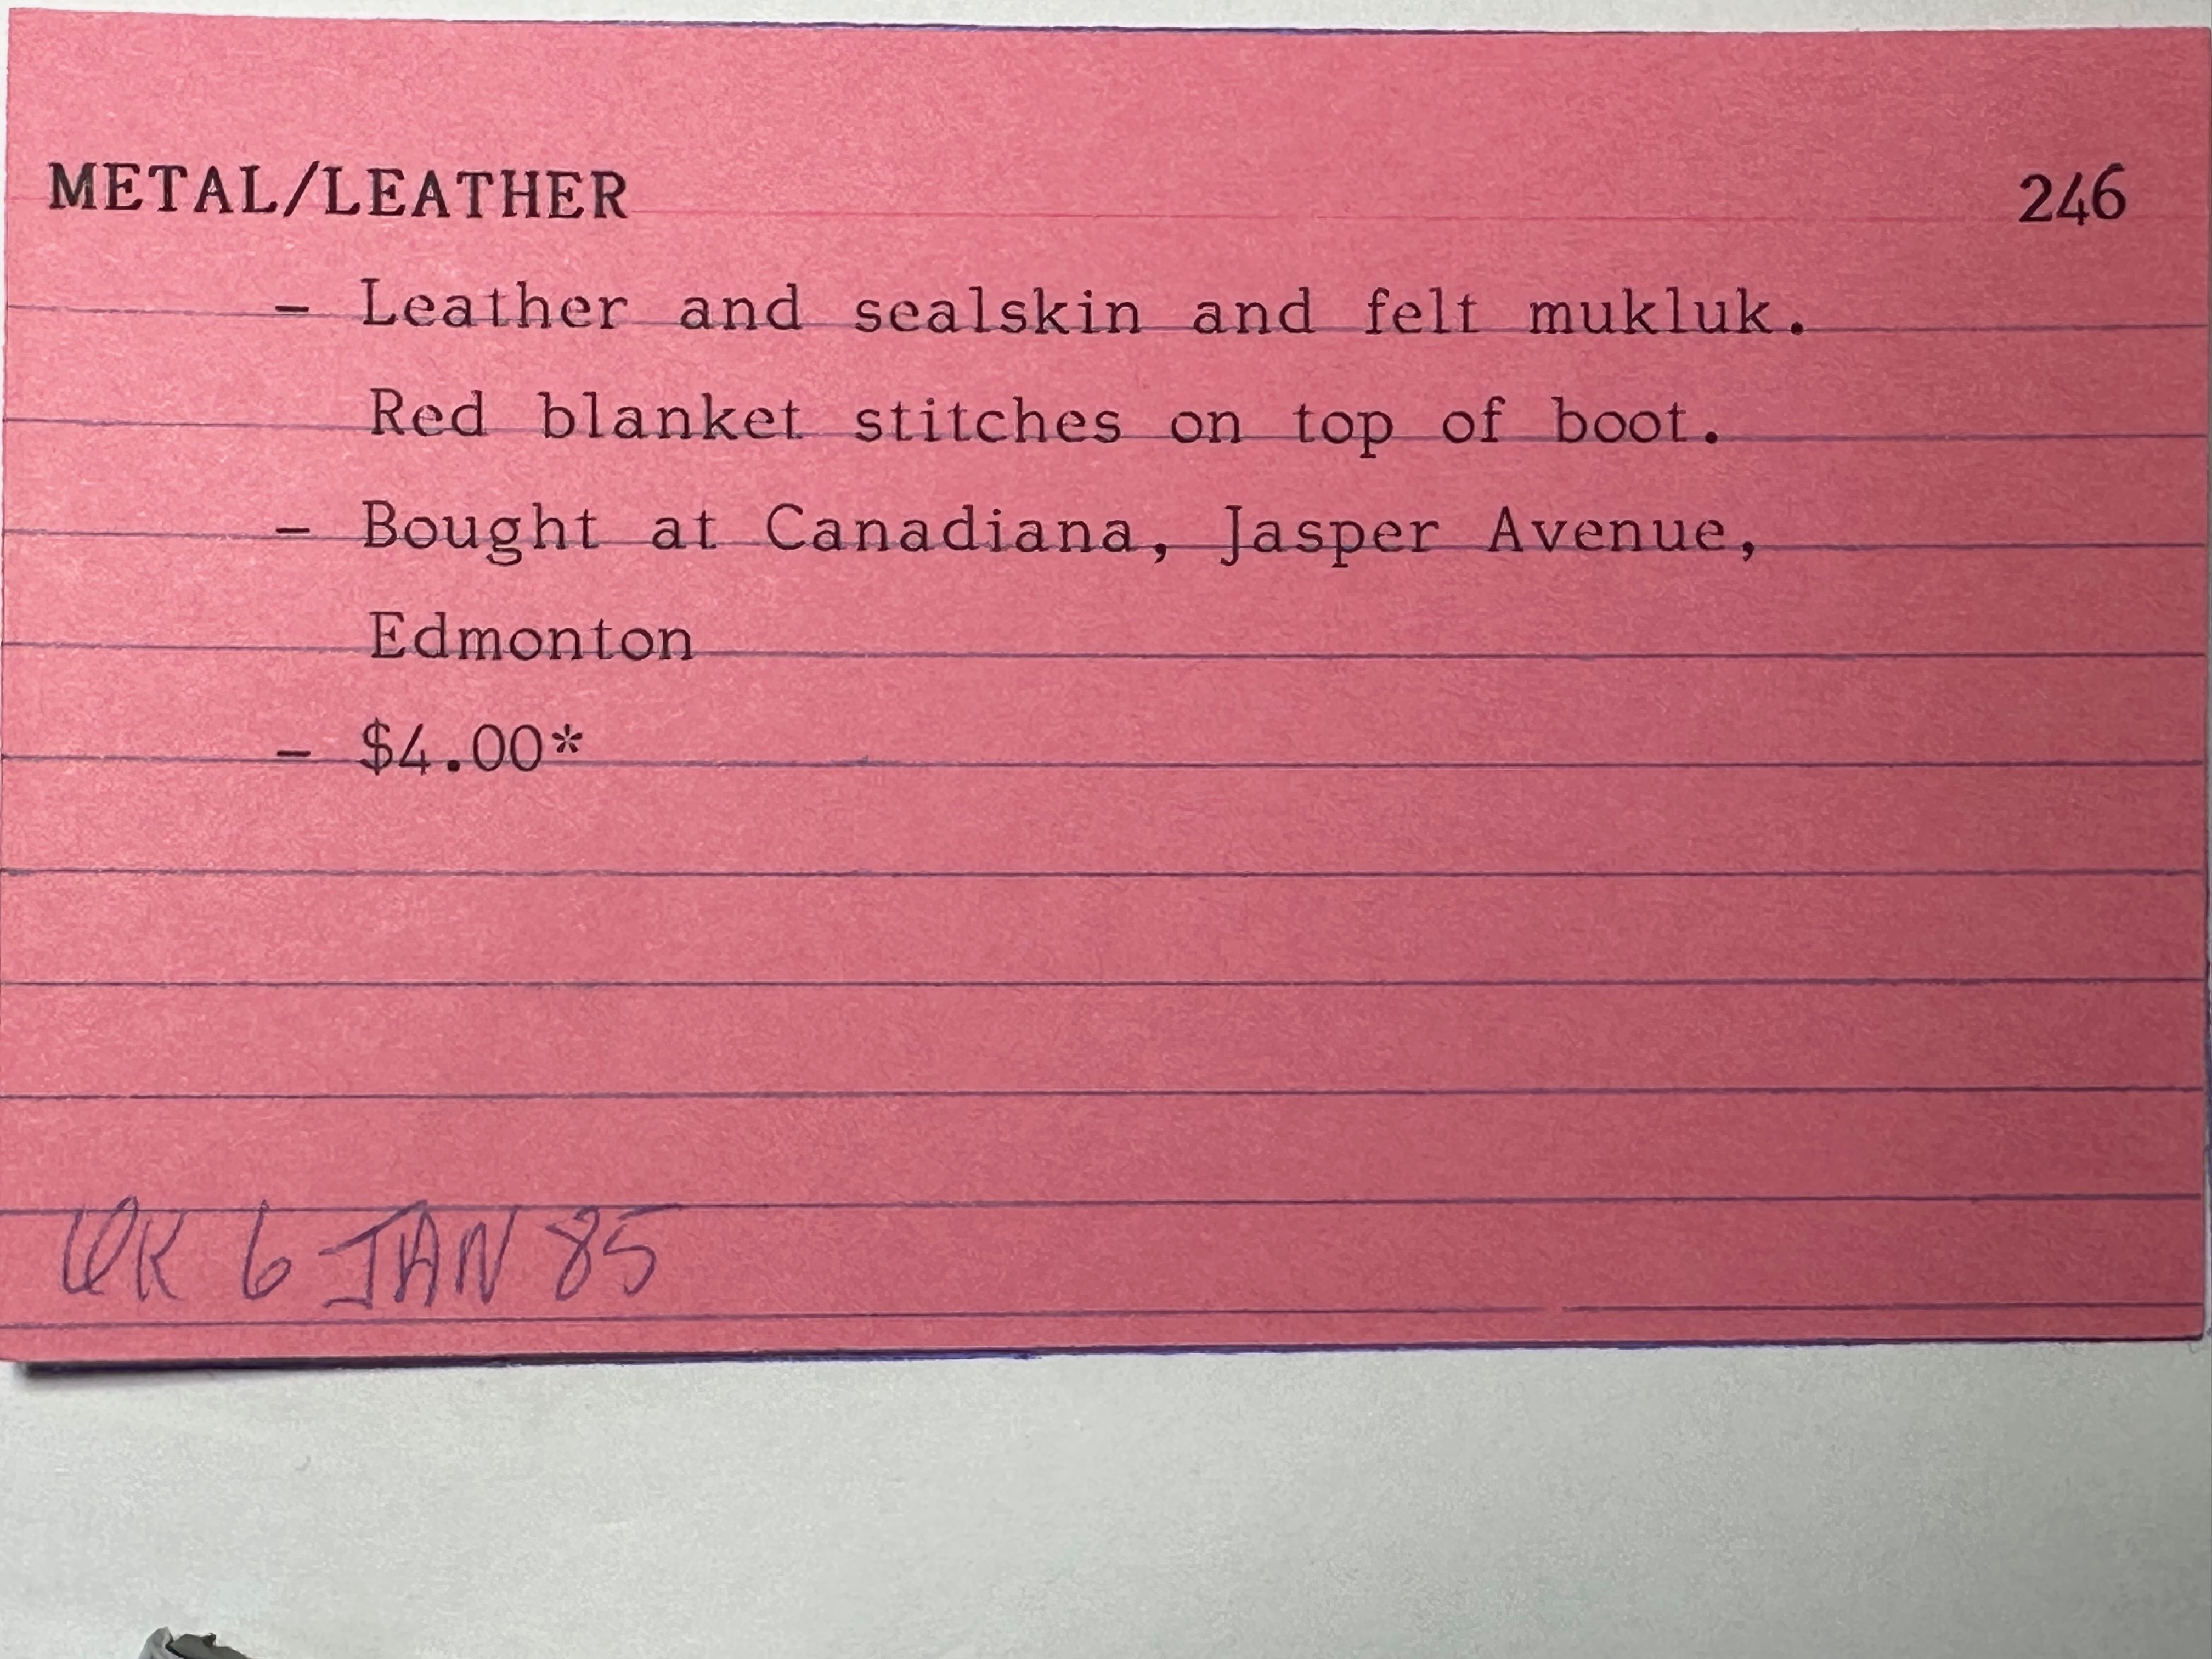 METAL/LEATHER 246
- Leather and sealskin and felt mukluk.
Red blanket stitches on top of boot.
- Bought at Canadiana, Jasper Avenue,
Edmonton
- $4.00*
OK 6 JAN 85